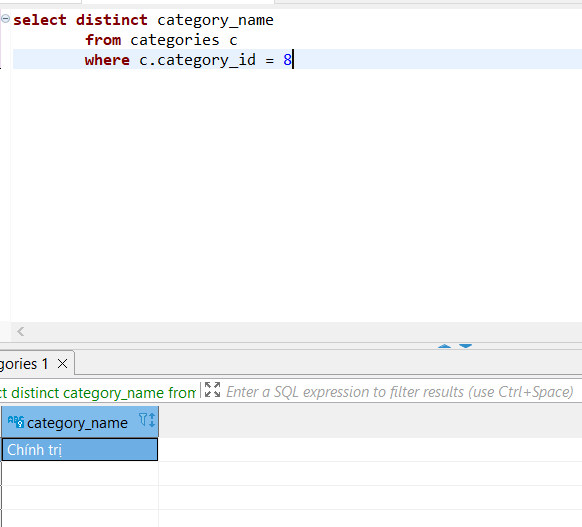 select distinct category_name
from categories c
where c.category_id = 8
gories 1
ct distinct category_name from
Enter a SQL expression to filter results (use Ctrl+Space)
ABC category_name
Chính trị